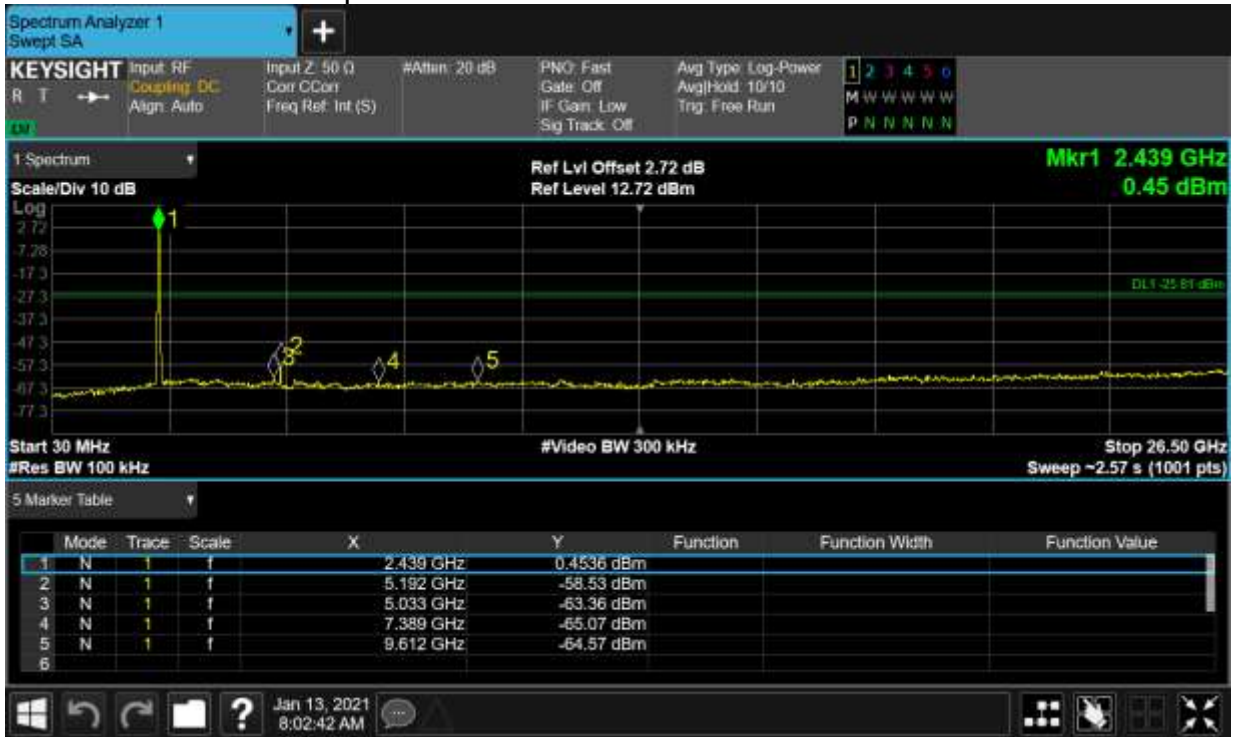 Spectrum Analyzer 1
Swept SA
KEYSIGHT
R T
Input: RF
Coupling: DC
Align: Auto
Input Z: 50 Ω
Corr CCorr
Freq Ref: Int (S)
#Atten: 20 dB
PNO: Fast
Gate: Off
IF Gain: Low
Sig Track: Off
Avg Type: Log-Power
Avg|Hold: 10/10
Trig: Free Run
1 2 3 4 5 6
M W W W W W
P N N N N N
1 Spectrum
Scale/Div 10 dB
Ref Lvl Offset 2.72 dB
Ref Level 12.72 dBm
Mkr1 2.439 GHz
0.45 dBm
Log
2.72
-7.28
-17.3
-27.3
-37.3
-47.3
-57.3
-67.3
-77.3
1
2
3
4
5
DL1 -25.81 dBm
Start 30 MHz
#Res BW 100 kHz
#Video BW 300 kHz
Stop 26.50 GHz
Sweep ~2.57 s (1001 pts)
5 Marker Table
Mode Trace Scale X Y Function Function Width Function Value
1 N 1 f 2.439 GHz 0.4536 dBm
2 N 1 f 5.192 GHz -58.53 dBm
3 N 1 f 5.033 GHz -63.36 dBm
4 N 1 f 7.389 GHz -65.07 dBm
5 N 1 f 9.612 GHz -64.57 dBm
6
?
Jan 13, 2021
8:02:42 AM